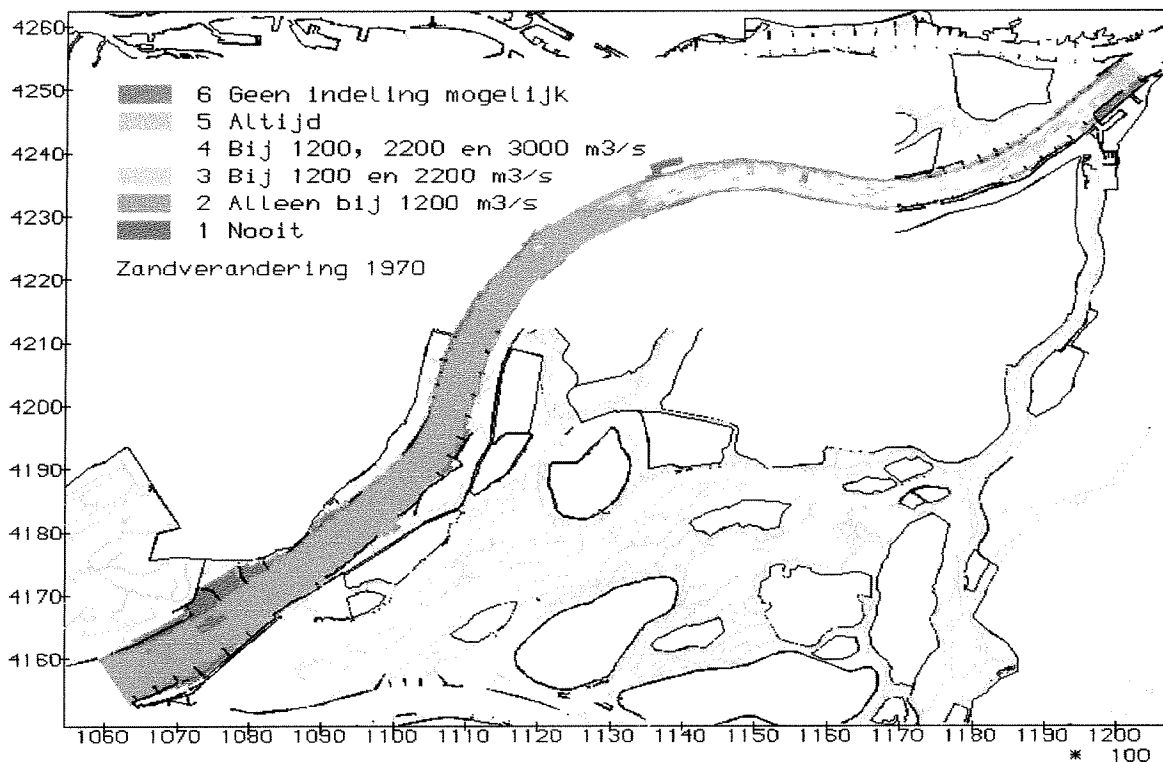 4260
4250
4240
4230
4220
4210
4200
4190
4180
4170
4160
6 Geen indeling mogelijk
5 Altijd
4 Bij 1200, 2200 en 3000 m3/s
3 Bij 1200 en 2200 m3/s
2 Alleen bij 1200 m3/s
1 Nooit
Zandverandering 1970
1060 1070 1080 1090 1100 1110 1120 1130 1140 1150 1160 1170 1180 1190 1200
* 100